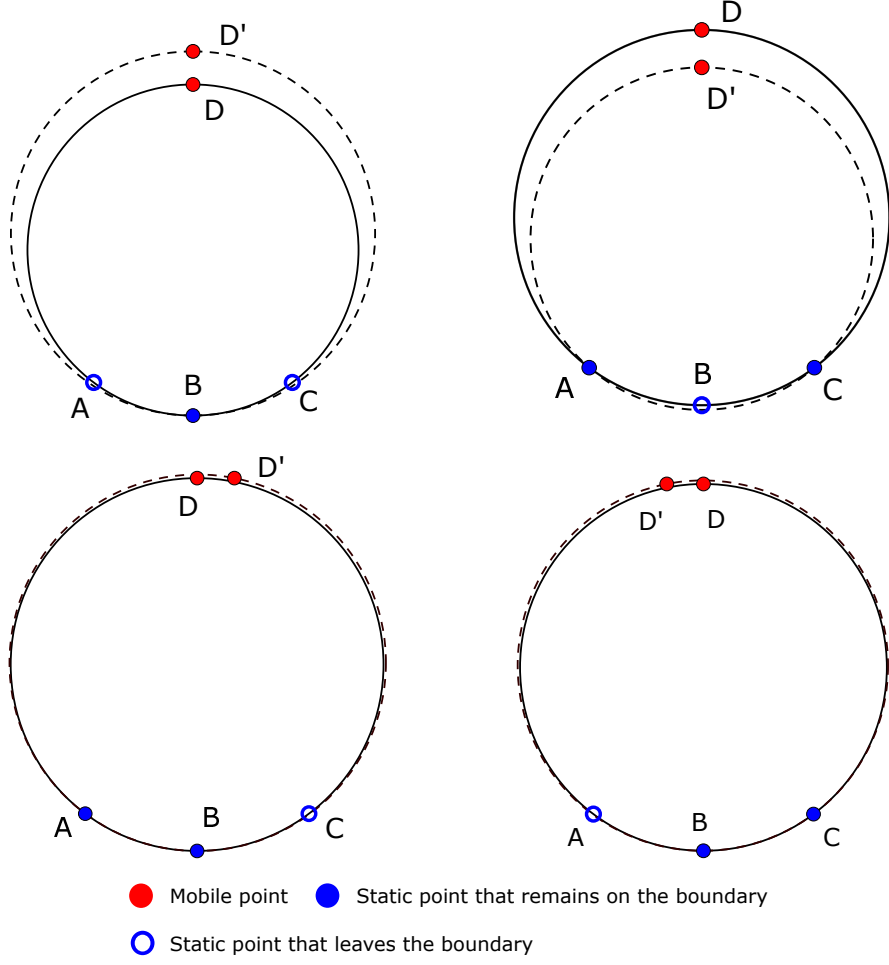 D'
D
A
B
C
D
D'
A
B
C
D
D'
A
B
C
D'
D
A
B
C
Mobile point
Static point that remains on the boundary
Static point that leaves the boundary